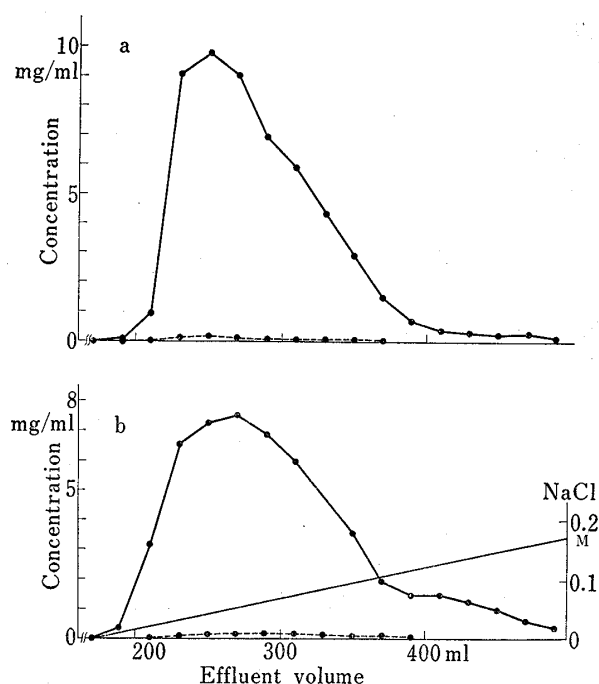 a
10
mg/ml
5
0
Concentration
b
8
mg/ml
5
0
Concentration
NaCl
0.2
M
0.1
0
200 300 400 ml
Effluent volume